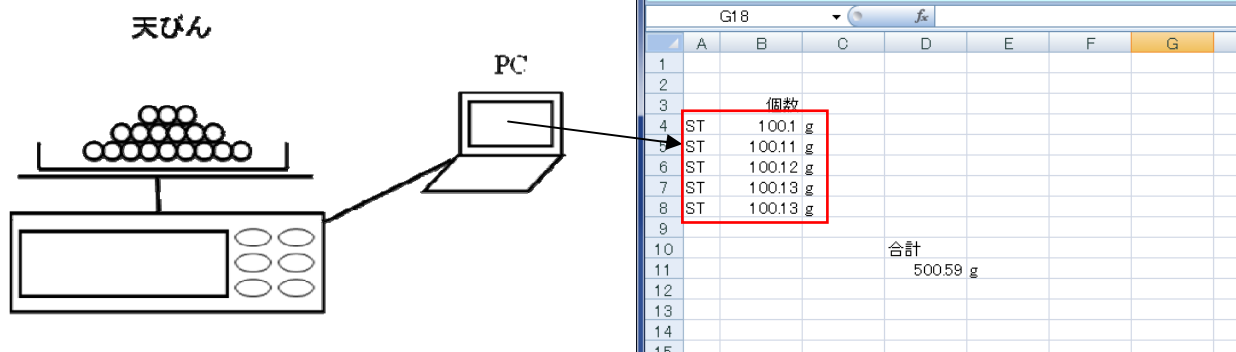 天びん
PC
G18
fx
A B C D E F G
1
2
3 個数
4 ST 100.1 g
5 ST 100.11 g
6 ST 100.12 g
7 ST 100.13 g
8 ST 100.13 g
9
10 合計
11 500.59 g
12
13
14
15